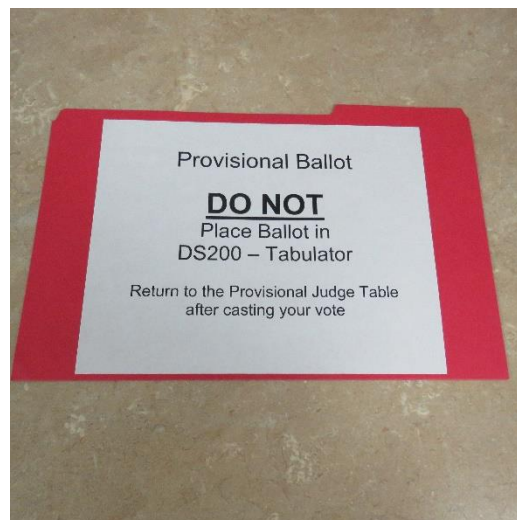 Provisional Ballot
DO NOT
Place Ballot in
DS200 – Tabulator
Return to the Provisional Judge Table
after casting your vote